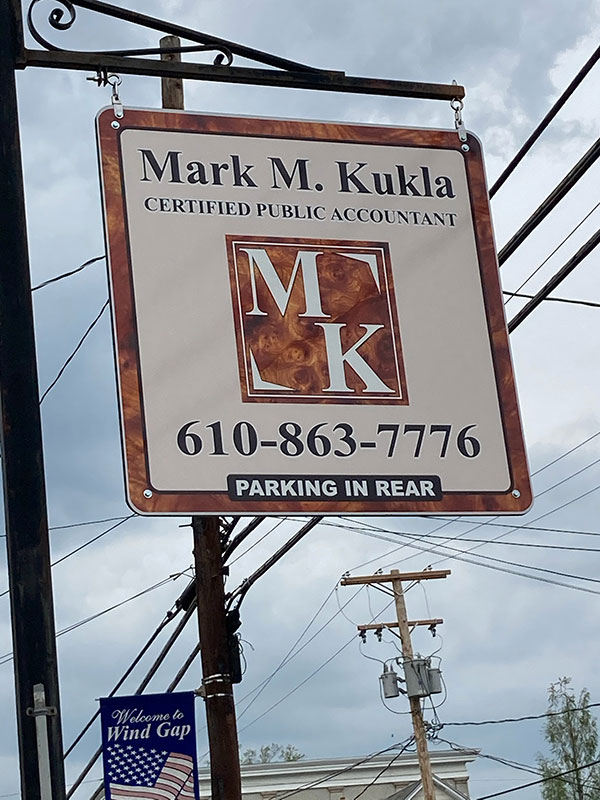 Mark M. Kukla
CERTIFIED PUBLIC ACCOUNTANT
M
K
610-863-7776
PARKING IN REAR
Welcome to
Wind Gap